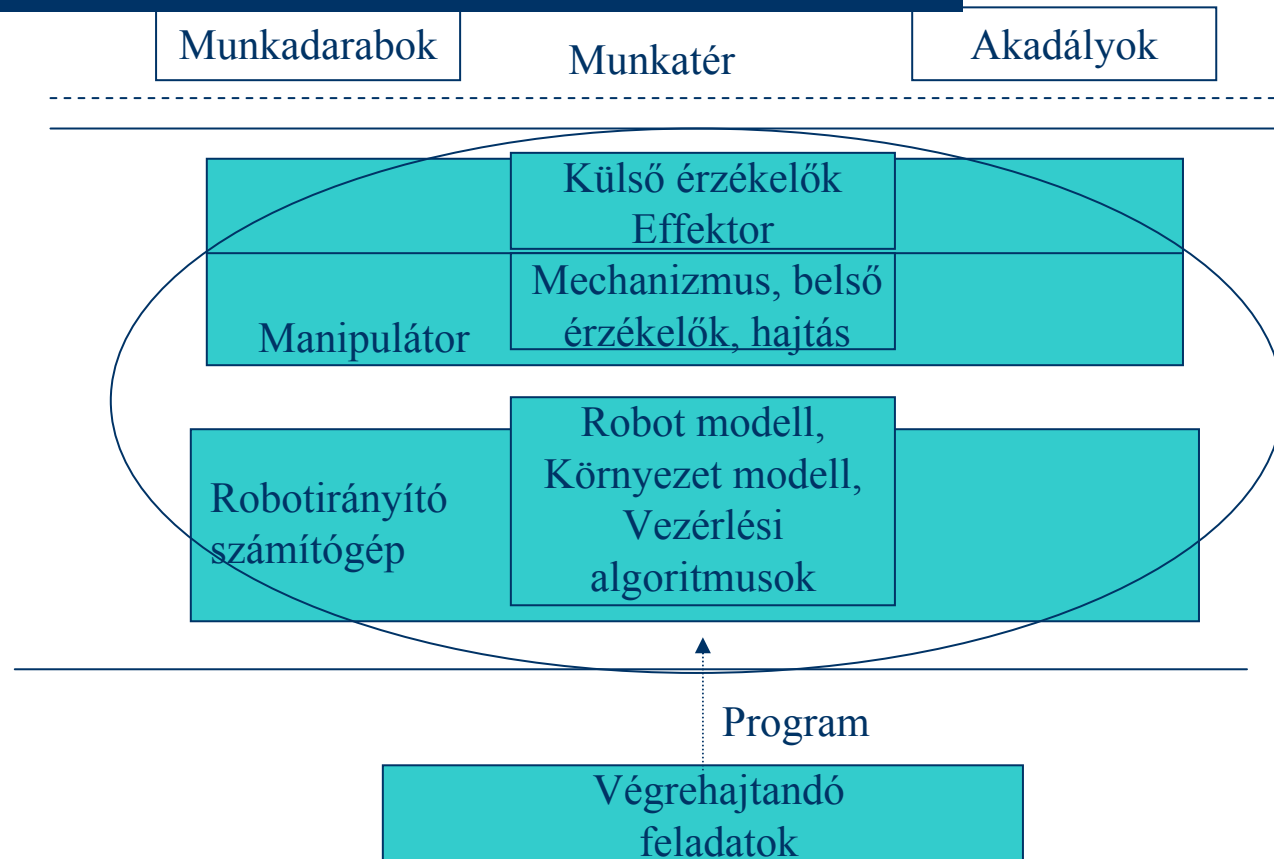 Munkadarabok
Munkatér
Akadályok
Külső érzékelők
Effektor
Mechanizmus, belső
érzékelők, hajtás
Manipulátor
Robot modell,
Környezet modell,
Vezérlési
algoritmusok
Robotirányító
számítógép
Program
Végrehajtandó
feladatok